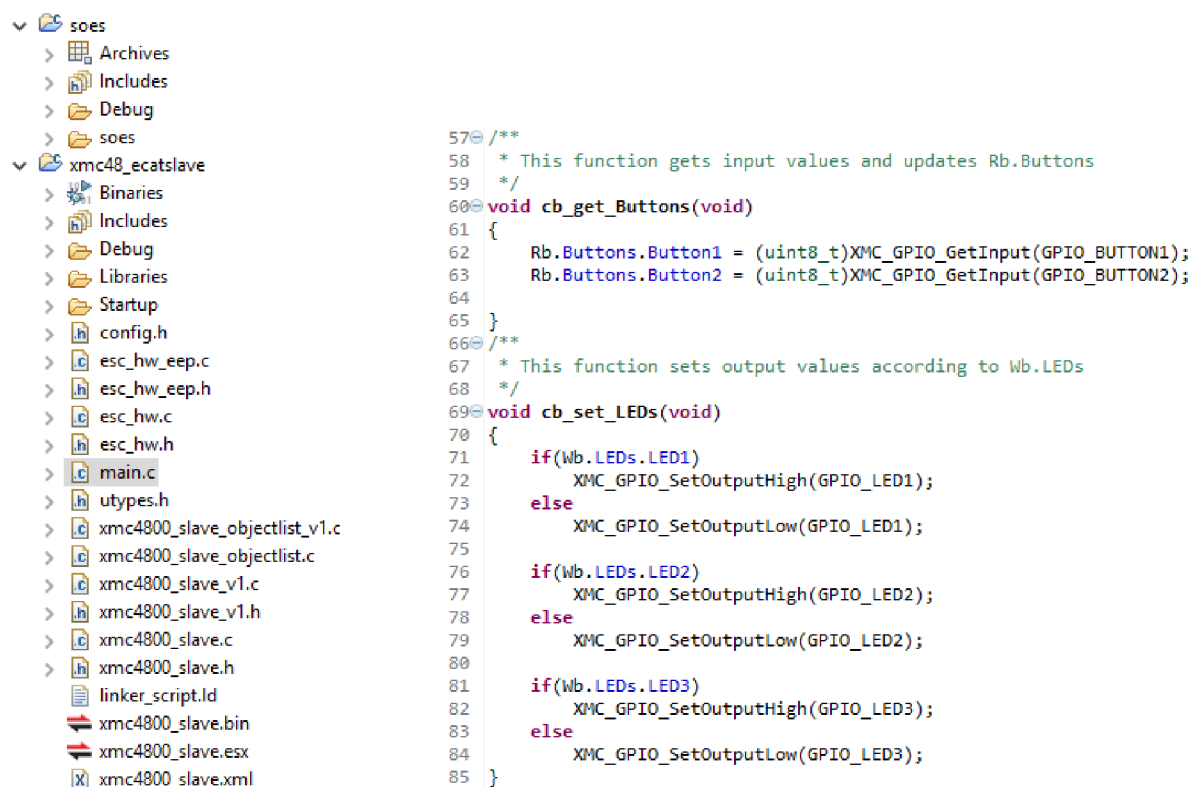 soes
Archives
Includes
Debug
soes
xmc48_ecatslave
Binaries
Includes
Debug
Libraries
Startup
config.h
esc_hw_eep.c
esc_hw_eep.h
esc_hw.c
esc_hw.h
main.c
utypes.h
xmc4800_slave_objectlist_v1.c
xmc4800_slave_objectlist.c
xmc4800_slave_v1.c
xmc4800_slave_v1.h
xmc4800_slave.c
xmc4800_slave.h
linker_script.ld
xmc4800_slave.bin
xmc4800_slave.esx
xmc4800_slave.xml
57 /**
58  * This function gets input values and updates Rb.Buttons
59  */
60 void cb_get_Buttons(void)
61 {
62     Rb.Buttons.Button1 = (uint8_t)XMC_GPIO_GetInput(GPIO_BUTTON1);
63     Rb.Buttons.Button2 = (uint8_t)XMC_GPIO_GetInput(GPIO_BUTTON2);
64
65 }
66 /**
67  * This function sets output values according to Wb.LEDs
68  */
69 void cb_set_LEDs(void)
70 {
71     if(Wb.LEDs.LED1)
72         XMC_GPIO_SetOutputHigh(GPIO_LED1);
73     else
74         XMC_GPIO_SetOutputLow(GPIO_LED1);
75
76     if(Wb.LEDs.LED2)
77         XMC_GPIO_SetOutputHigh(GPIO_LED2);
78     else
79         XMC_GPIO_SetOutputLow(GPIO_LED2);
80
81     if(Wb.LEDs.LED3)
82         XMC_GPIO_SetOutputHigh(GPIO_LED3);
83     else
84         XMC_GPIO_SetOutputLow(GPIO_LED3);
85 }